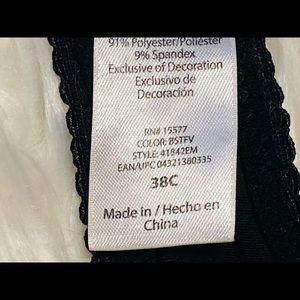 91% Polyester/Poliéster
9% Spandex
Exclusive of Decoration
Exclusivo de
Decoración
RN# 15577
COLOR: BSTFV
STYLE: 41842EM
EAN/UPC 04321380335
38C
Made in / Hecho en
China